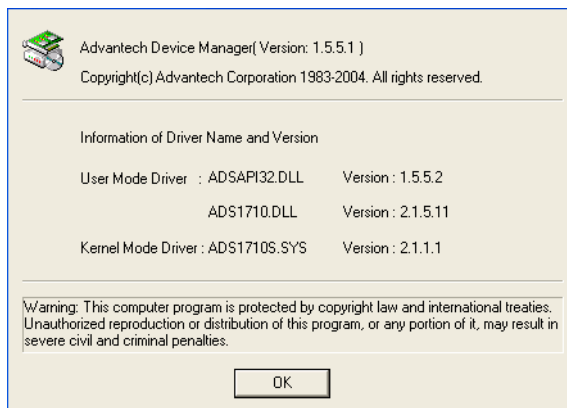 Advantech Device Manager( Version: 1.5.5.1 )
Copyright(c) Advantech Corporation 1983-2004. All rights reserved.
Information of Driver Name and Version
User Mode Driver : ADSAPI32.DLL Version : 1.5.5.2
ADS1710.DLL Version : 2.1.5.11
Kernel Mode Driver : ADS1710S.SYS Version : 2.1.1.1
Warning: This computer program is protected by copyright law and international treaties.
Unauthorized reproduction or distribution of this program, or any portion of it, may result in
severe civil and criminal penalties.
OK